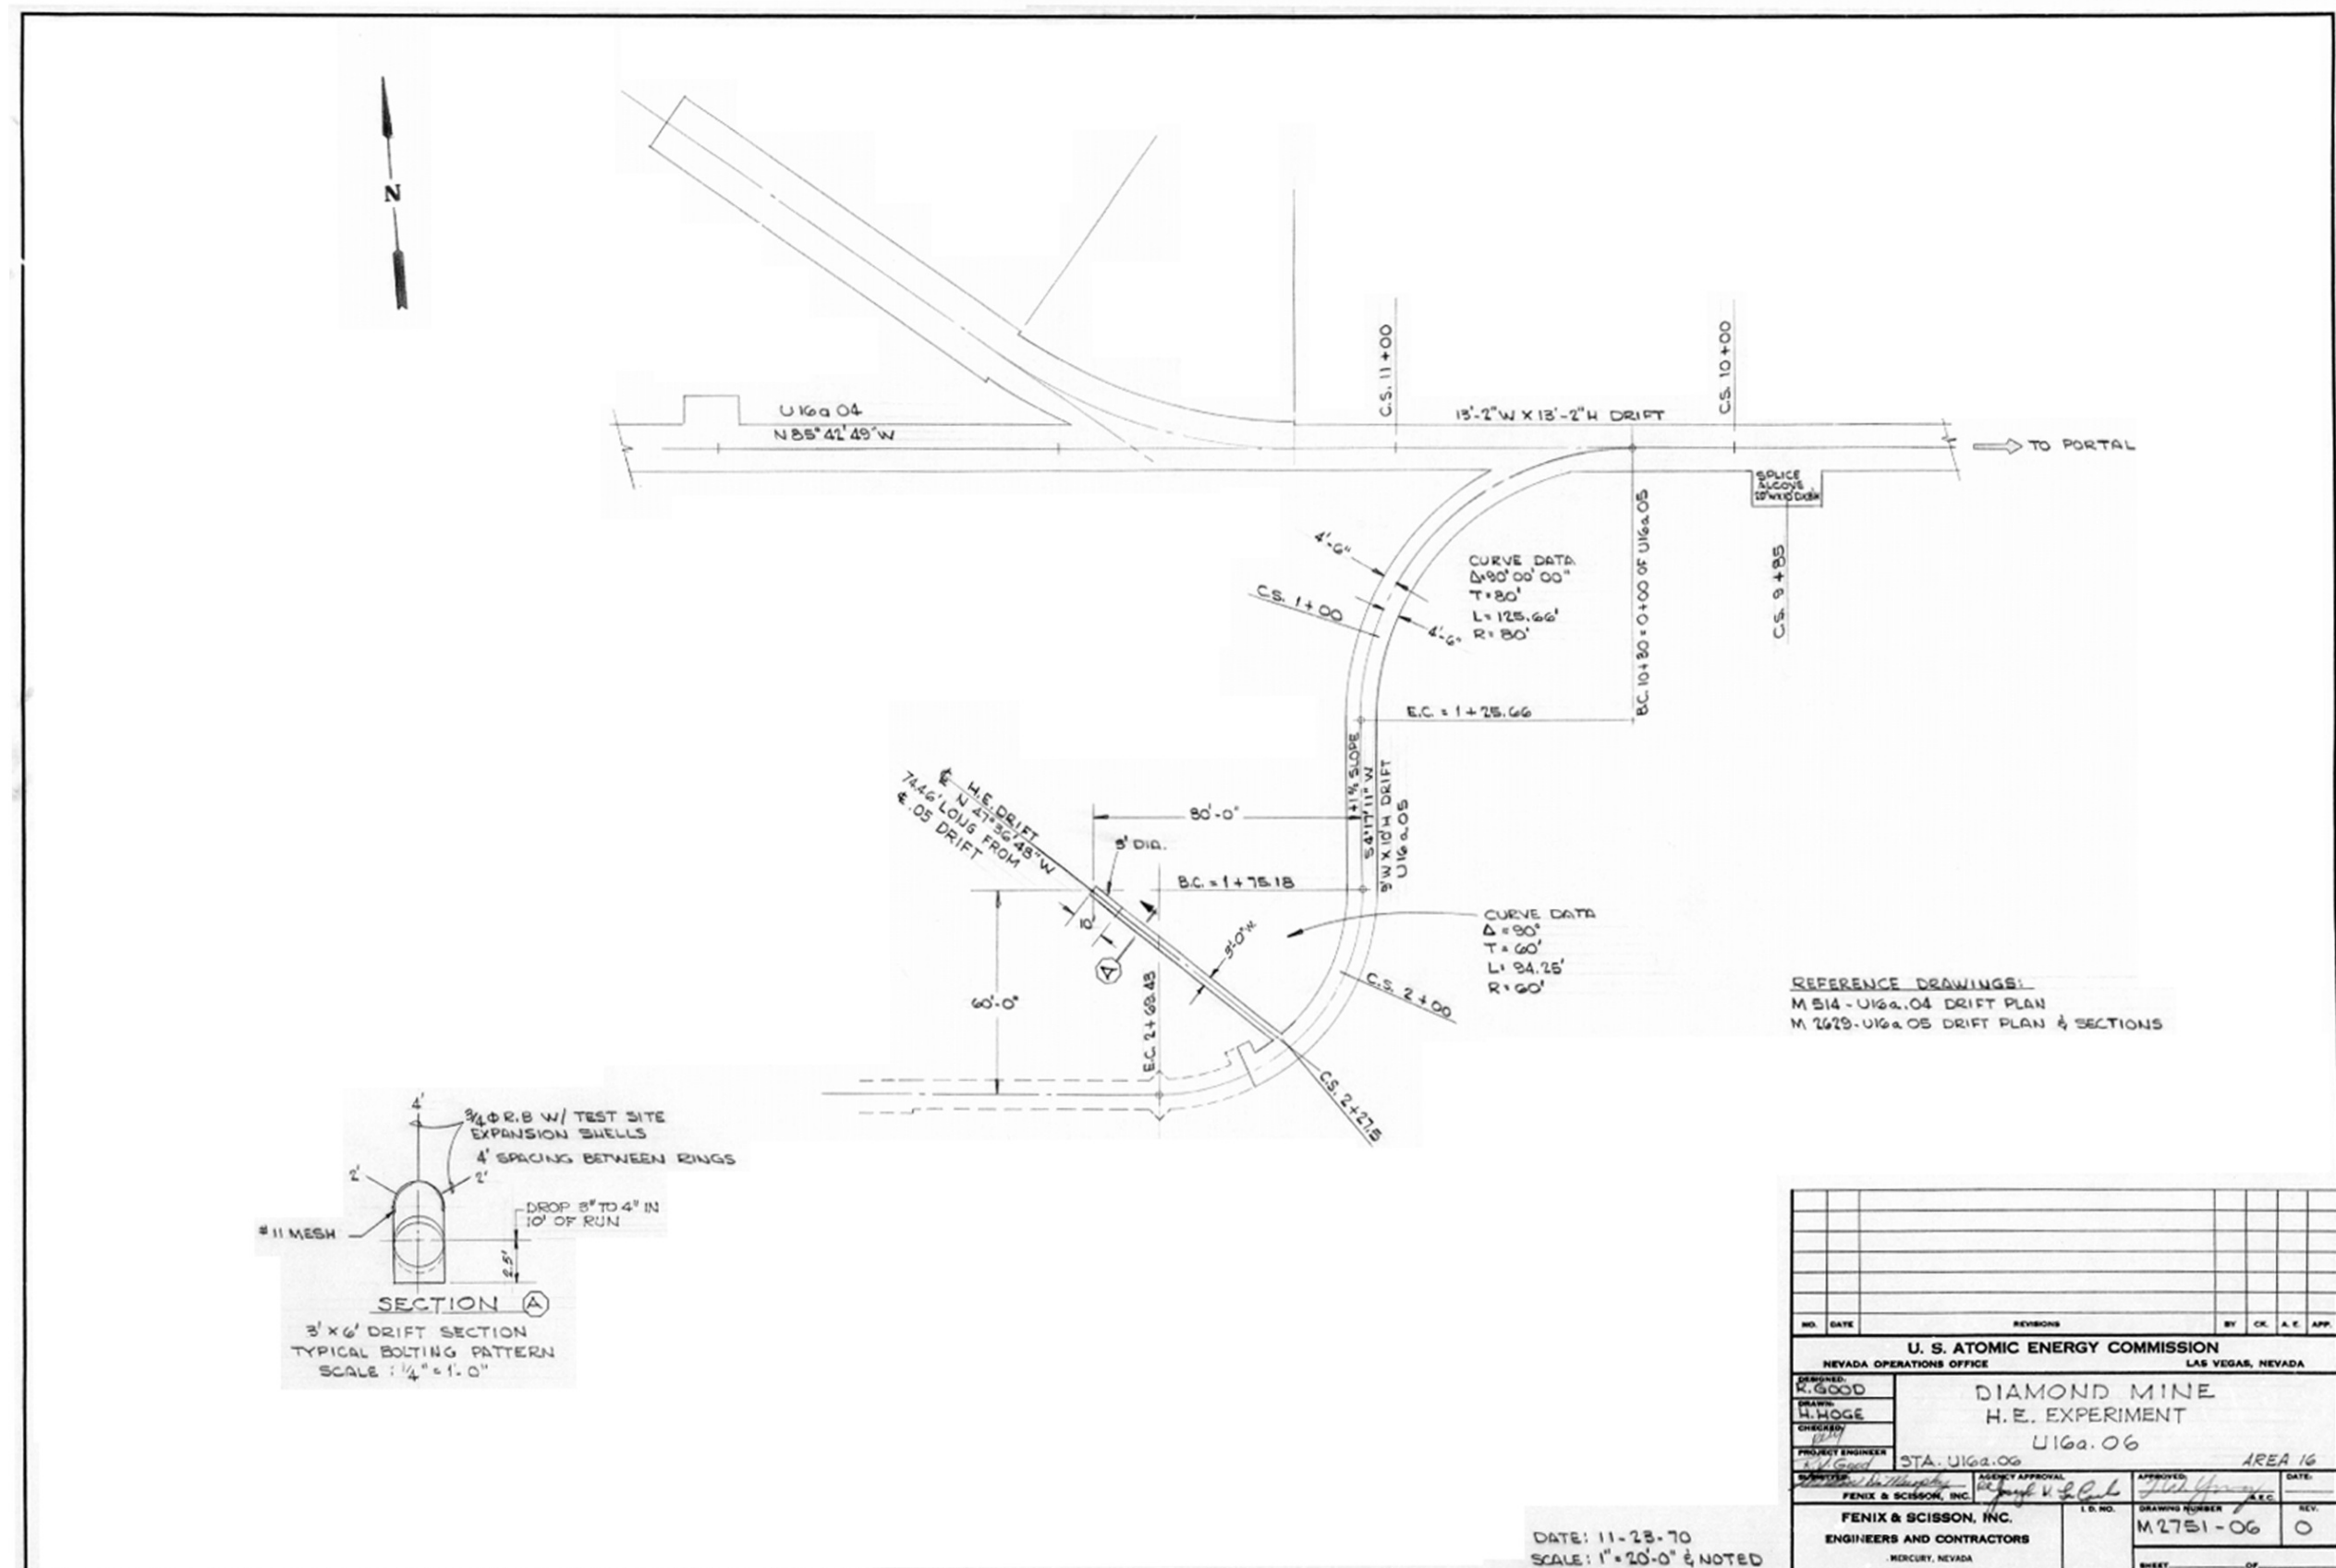 N
U16a 04
N 85° 42' 49" W
C.S. 11+00
13'-2" W X 13'-2" H DRIFT
C.S. 10+00
TO PORTAL
SPLICE
ALCOVE
C.S. 9+85
B.C. 10+30 = 0+00 OF U16a 05
4'-6"
C.S. 1+00
4'-6"
CURVE DATA
Δ=90° 00' 00"
T=80'
L=125.66'
R=80'
E.C. = 1+25.66
+1% SLOPE
S 4° 17' 11" W
9' W X 10' H DRIFT
U16a 05
80'-0"
℄ H.E. DRIFT
N 47° 36' 48" W
74.46' LONG FROM
℄ .05 DRIFT
3' DIA.
B.C. = 1+75.18
10'
A
3'-0" W.
CURVE DATA
Δ = 90°
T = 60'
L = 94.25'
R = 60'
C.S. 2+00
60'-0"
E.C. 2+69.43
C.S. 2+27.5
REFERENCE DRAWINGS:
M 514 - U16a.04 DRIFT PLAN
M 2629 - U16a 05 DRIFT PLAN & SECTIONS
4'
3/4 Φ R.B W/ TEST SITE
EXPANSION SHELLS
4' SPACING BETWEEN RINGS
2'
2'
DROP 3" TO 4" IN
10' OF RUN
#11 MESH
2.5'
SECTION A
3' X 6' DRIFT SECTION
TYPICAL BOLTING PATTERN
SCALE: 1/4" = 1'-0"
NO. DATE REVISIONS BY CK. A.E. APP.
U. S. ATOMIC ENERGY COMMISSION
NEVADA OPERATIONS OFFICE LAS VEGAS, NEVADA
DESIGNED:
R. GOOD
DRAWN:
H. HOGE
CHECKED:
PROJECT ENGINEER
R.V. Good
DIAMOND MINE
H.E. EXPERIMENT
U16a.06
STA. U16a.06 AREA 16
FENIX & SCISSON, INC.
AGENCY APPROVAL
APPROVED:
A.E.C.
DATE:
FENIX & SCISSON, INC.
ENGINEERS AND CONTRACTORS
MERCURY, NEVADA
I.D. NO.
DRAWING NUMBER
M2751-06
REV.
0
SHEET OF
DATE: 11-23-70
SCALE: 1" = 20'-0" & NOTED